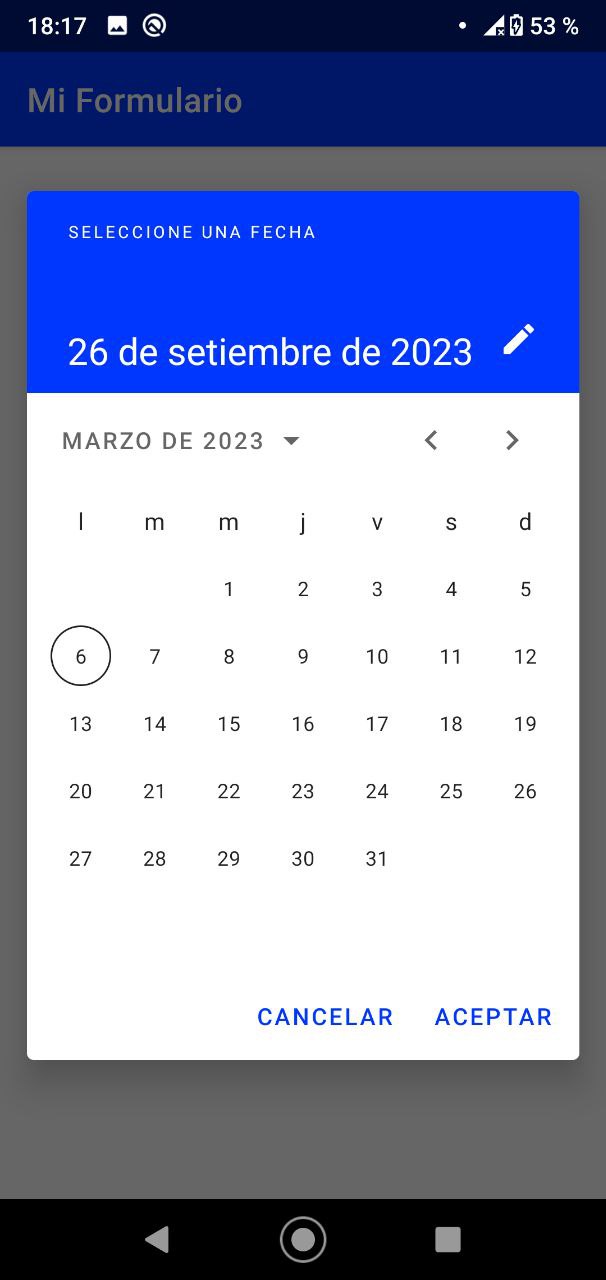 18:17 53 %
Mi Formulario
SELECCIONE UNA FECHA
26 de setiembre de 2023
MARZO DE 2023
l m m j v s d
1 2 3 4 5
6 7 8 9 10 11 12
13 14 15 16 17 18 19
20 21 22 23 24 25 26
27 28 29 30 31
CANCELAR ACEPTAR